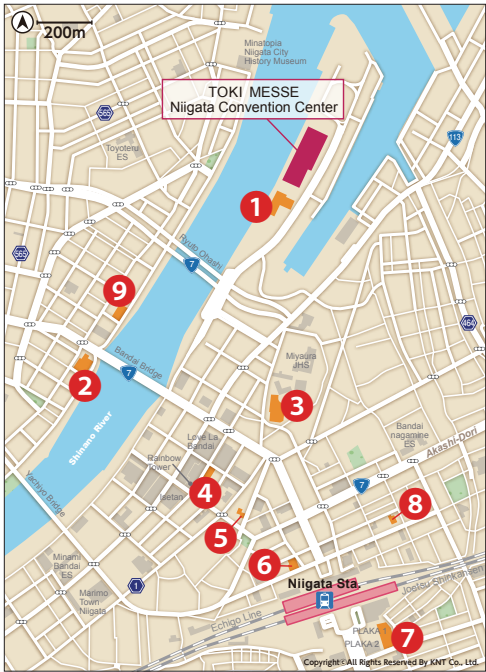 200m
Minatopia
Niigata City
History Museum
TOKI MESSE
Niigata Convention Center
565
113
Toyoteru
ES
1
Ryuto Ohashi
565
7
9
464
Miyaura
JHS
Bandai Bridge
2
7
3
Shinano River
Love La
Bandai
Bandai
nagamine
ES
Akashi-Dori
Rainbow
Tower
4
7
Isetan
8
Yachiyo Bridge
5
Minami
Bandai
ES
6
Niigata Sta.
1
Marimo
Town
Niigata
Joetsu Shinkansen
Echigo Line
PLAKA 1
PLAKA 2
7
Copyright© All Rights Reserved By KNT Co., Ltd.